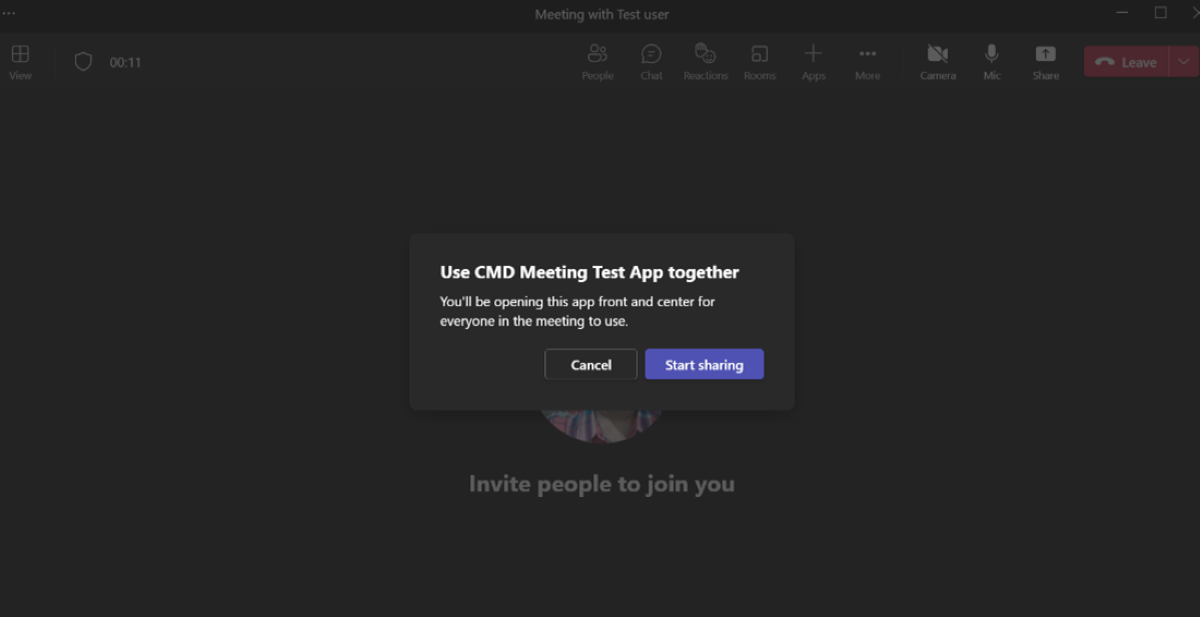 Meeting with Test user
View
00:11
People
Chat
Reactions
Rooms
Apps
More
Camera
Mic
Share
Leave
Use CMD Meeting Test App together
You'll be opening this app front and center for
everyone in the meeting to use.
Cancel
Start sharing
Invite people to join you